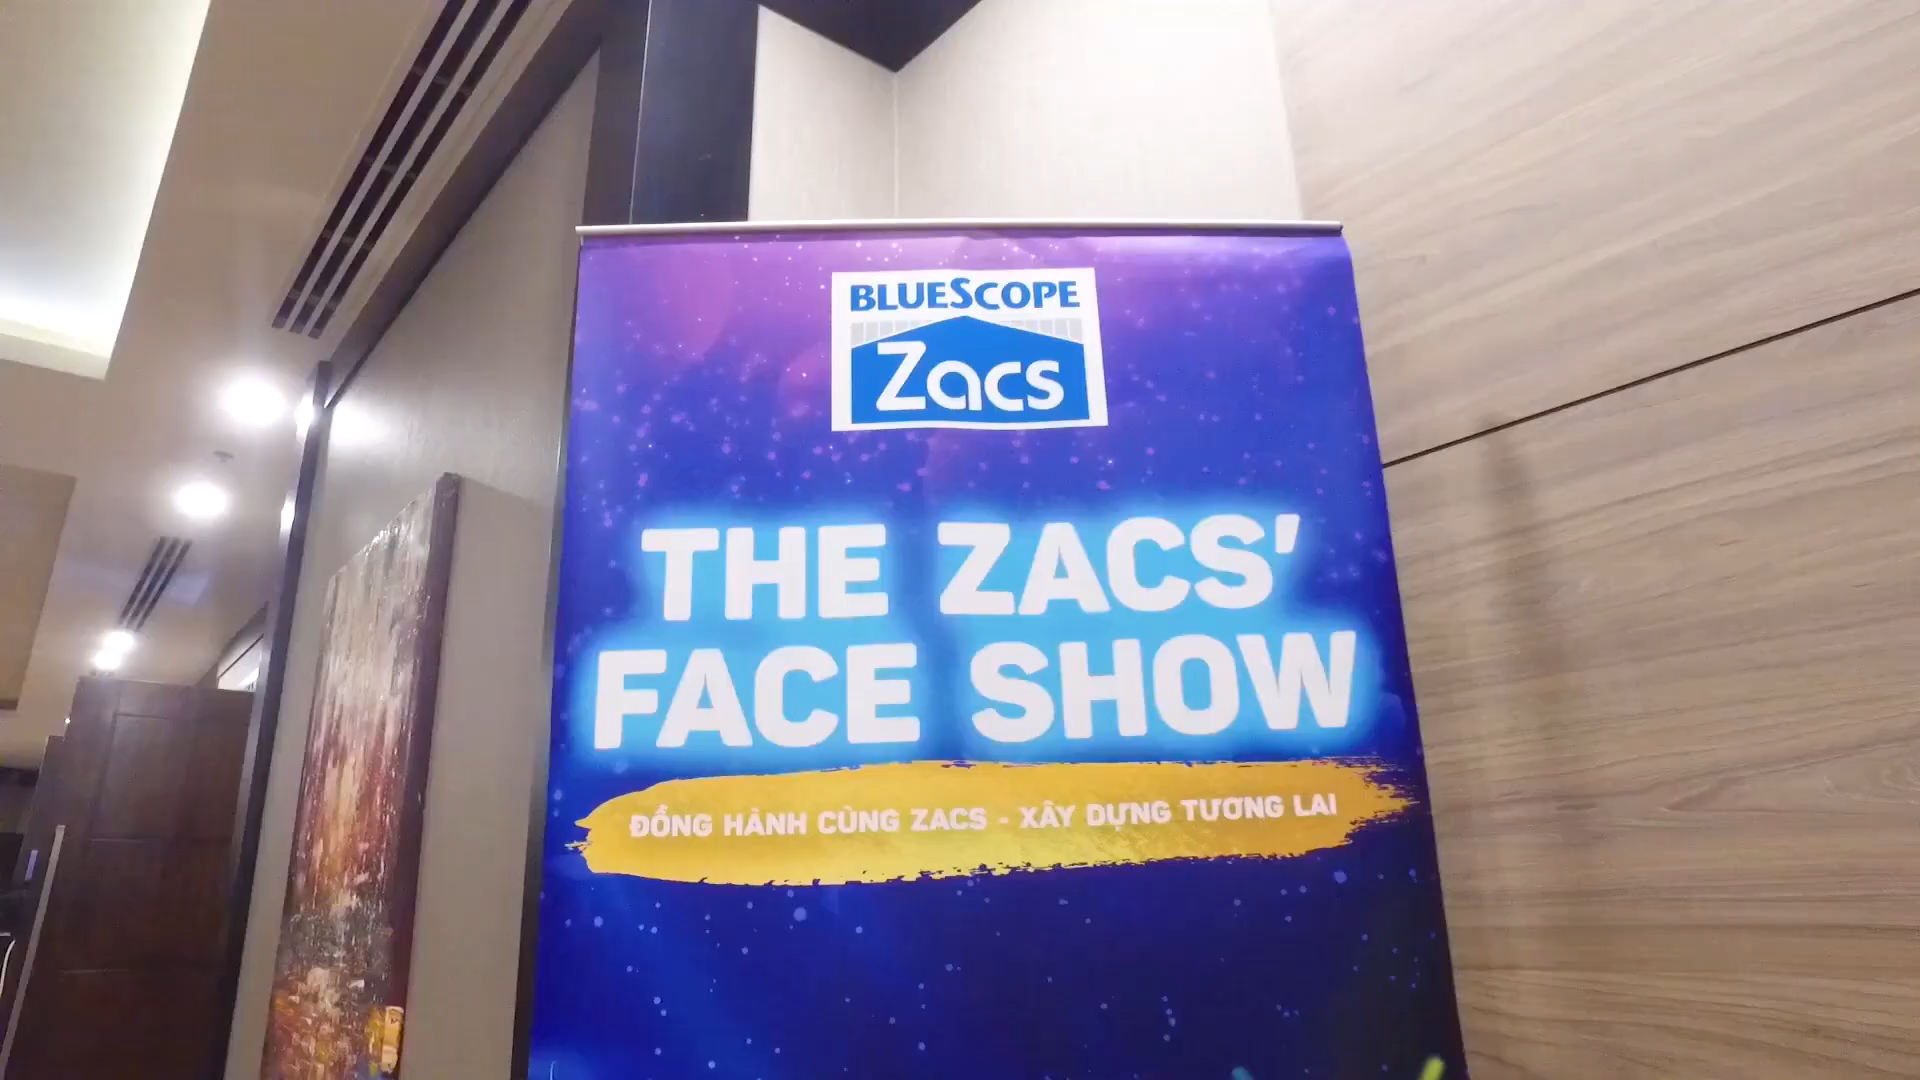 BLUESCOPE
Zacs
THE ZACS'
FACE SHOW
ĐỒNG HÀNH CÙNG ZACS - XÂY DỰNG TƯƠNG LAI